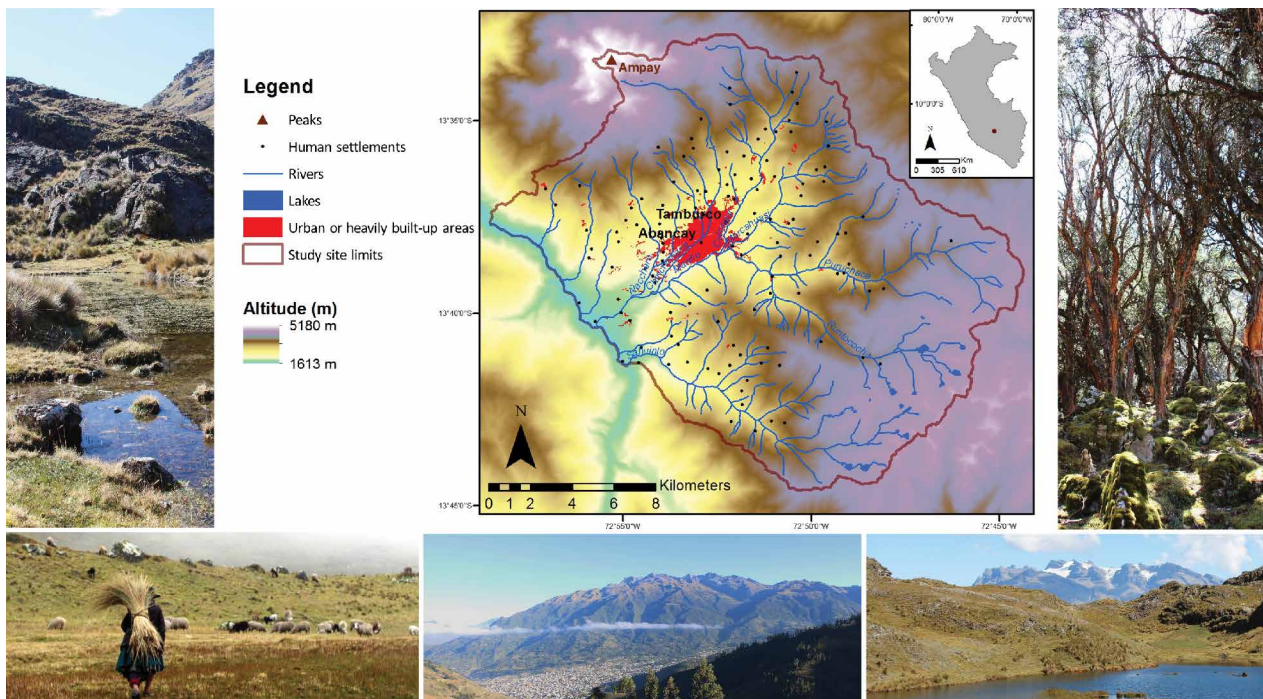 Legend
Peaks
Human settlements
Rivers
Lakes
Urban or heavily built-up areas
Study site limits
Altitude (m)
5180 m
1613 m
Ampay
Tamburco
Abancay
Puruchaca
Rontococha
13°35'0"S
13°40'0"S
13°45'0"S
72°55'0"W
72°50'0"W
72°45'0"W
N
Kilometers
0 1 2 4 6 8
80°0'0"W
70°0'0"W
10°0'0"S
N
Km
0 305 610